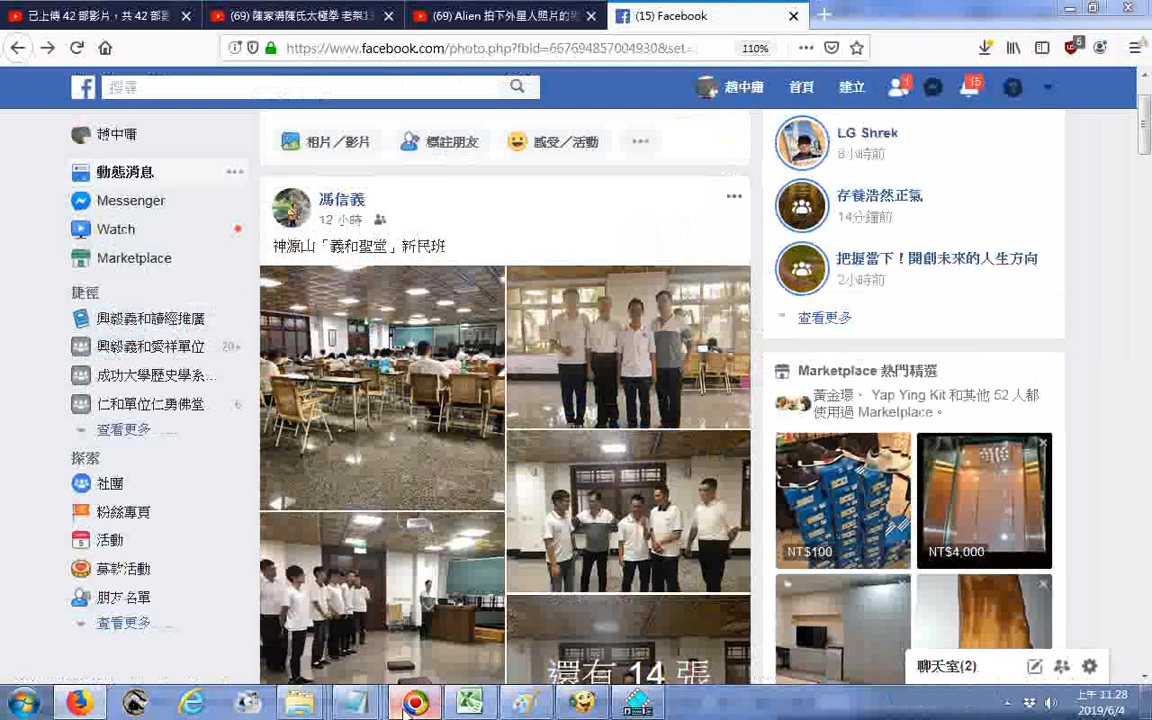 已上傳 42 部影片，共 42 部影
(69) 陳家溝陳氏太極拳 老架1
(69) Alien 拍下外星人照片的
(15) Facebook
https://www.facebook.com/photo.php?fbid=6676948570049308&set=
110%
5
搜尋
趙中庸
首頁
建立
1
15
趙中庸
動態消息
Messenger
Watch
Marketplace
捷徑
興毅義和讀經推廣
興毅義和愛祥單位 20+
成功大學歷史學系...
仁和單位仁勇佛堂 6
查看更多
探索
社團
粉絲專頁
活動
募款活動
朋友名單
查看更多
相片／影片
標註朋友
感受／活動
馮信義
12 小時
神源山「義和聖堂」新民班
還有 14 張
LG Shrek
8小時前
存養浩然正氣
14分鐘前
把握當下！開創未來的人生方向
2小時前
查看更多
Marketplace 熱門精選
黃金環、 Yap Ying Kit 和其他 52 人都
使用過 Marketplace。
NT$100
NT$4,000
聊天室(2)
上午 11:28
2019/6/4